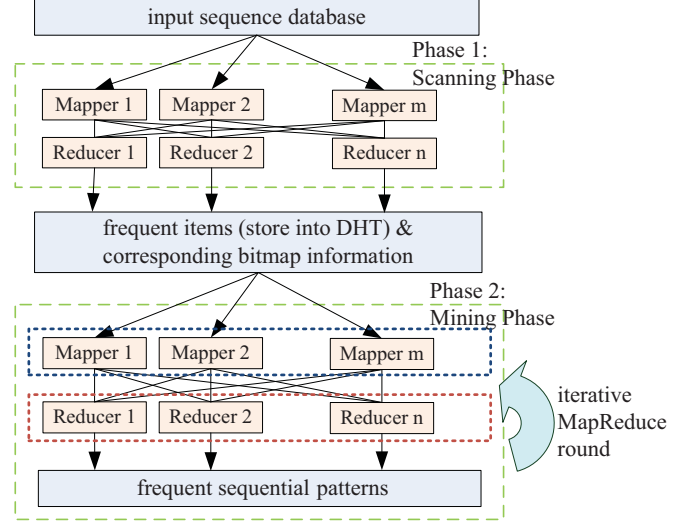 input sequence database
Phase 1:
Scanning Phase
Mapper 1 Mapper 2 Mapper m
Reducer 1 Reducer 2 Reducer n
frequent items (store into DHT) &
corresponding bitmap information
Phase 2:
Mining Phase
Mapper 1 Mapper 2 Mapper m
Reducer 1 Reducer 2 Reducer n
iterative
MapReduce
round
frequent sequential patterns